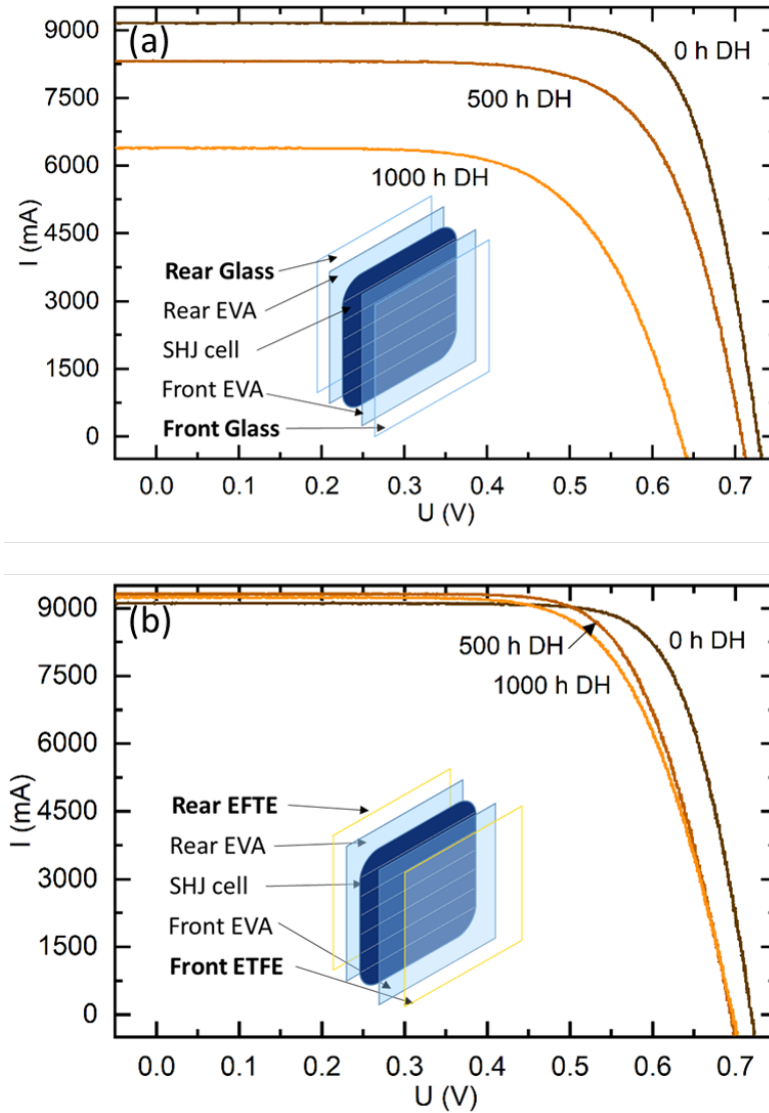 (a)
0 h DH
500 h DH
1000 h DH
I (mA)
9000
7500
6000
4500
3000
1500
0
Rear Glass
Rear EVA
SHJ cell
Front EVA
Front Glass
0.0 0.1 0.2 0.3 0.4 0.5 0.6 0.7
U (V)
(b)
0 h DH
500 h DH
1000 h DH
I (mA)
9000
7500
6000
4500
3000
1500
0
Rear EFTE
Rear EVA
SHJ cell
Front EVA
Front ETFE
0.0 0.1 0.2 0.3 0.4 0.5 0.6 0.7
U (V)